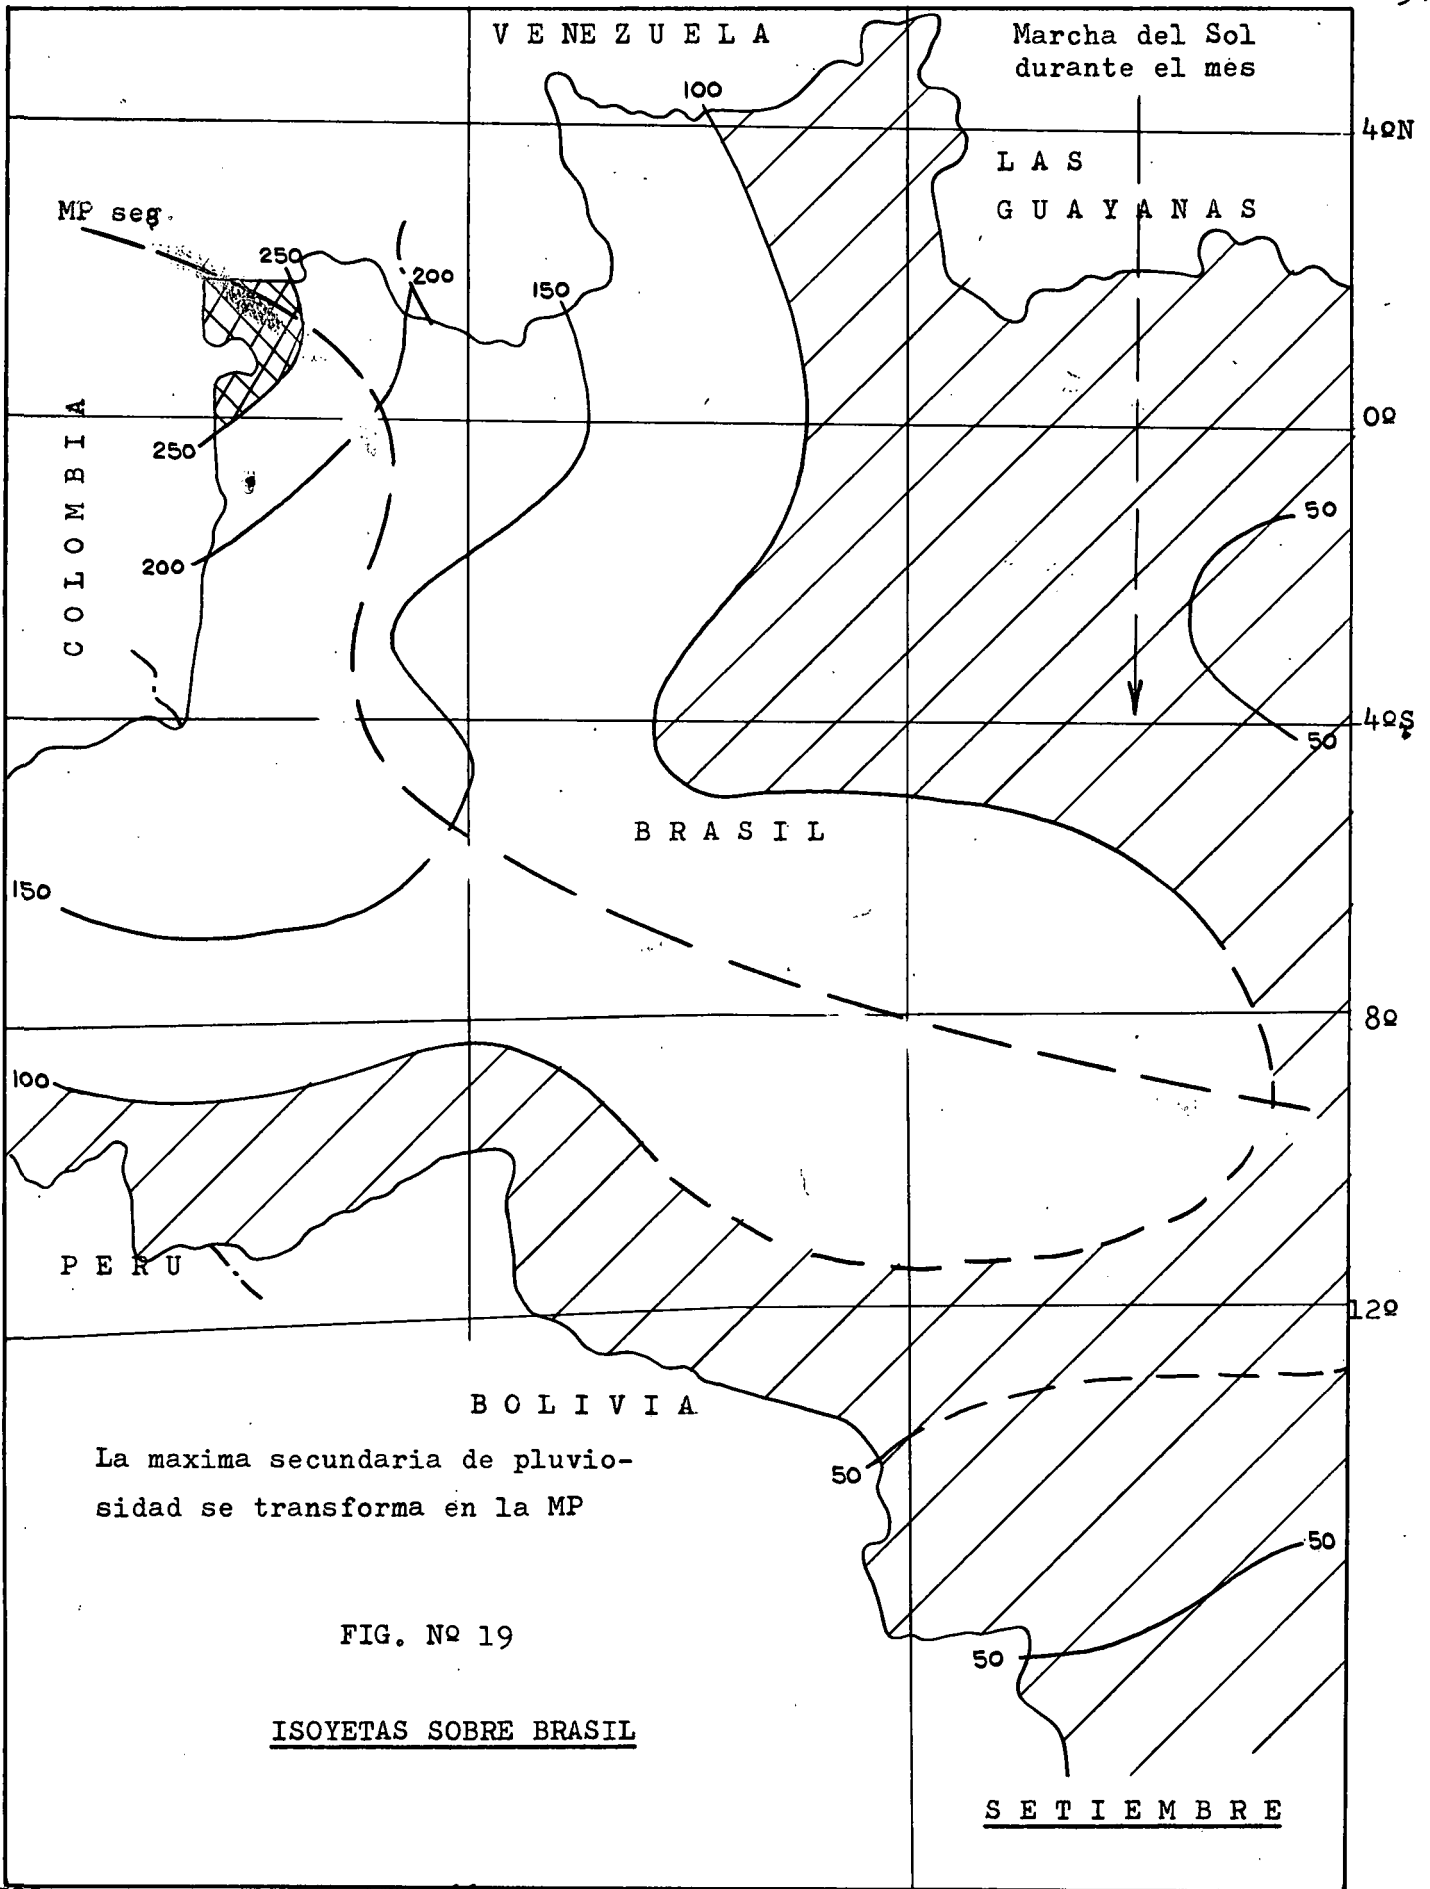 V E N E Z U E L A
Marcha del Sol
durante el mes
100
4ºN
L A S
G U A Y A N A S
MP seg.
250
200
150
C O L O M B I A
0º
250
50
200
4ºS
50
B R A S I L
150
8º
100
P E R U
12º
B O L I V I A
La maxima secundaria de pluvio-
sidad se transforma en la MP
50
50
FIG. Nº 19
50
ISOYETAS SOBRE BRASIL
S E T I E M B R E